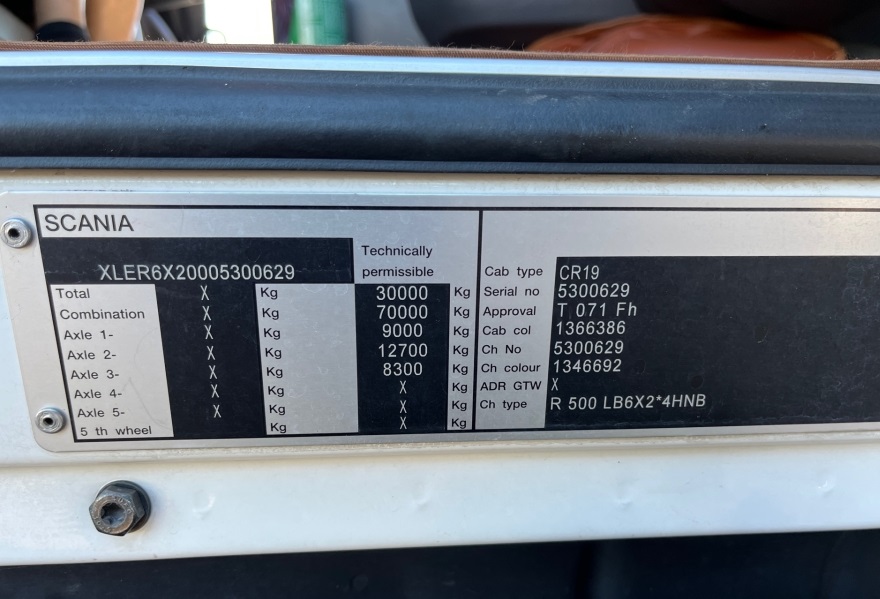 SCANIA
XLER6X20005300629
Technically
permissible
Total X Kg 30000 Kg
Combination X Kg 70000 Kg
Axle 1- X Kg 9000 Kg
Axle 2- X Kg 12700 Kg
Axle 3- X Kg 8300 Kg
Axle 4- X Kg X Kg
Axle 5- X Kg X Kg
5 th wheel Kg X Kg
Cab type CR19
Serial no 5300629
Approval T 071 Fh
Cab col 1366386
Ch No 5300629
Ch colour 1346692
ADR GTW X
Ch type R 500 LB6X2*4HNB